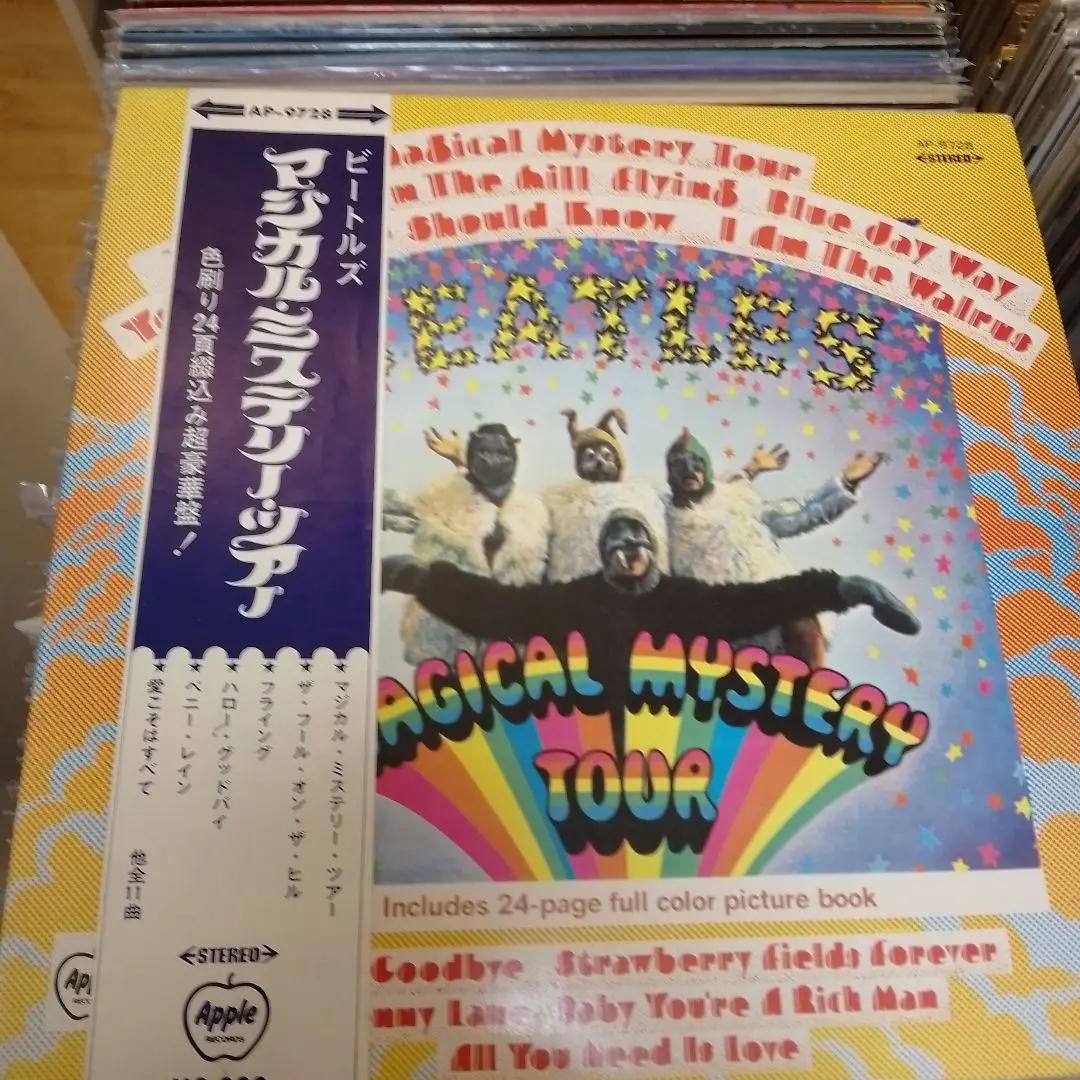 AP-9728
ビートルズ
マジカル・ミステリー・ツアー
色刷り24頁綴込み超豪華盤！
★マジカル・ミステリー・ツアー
★ザ・フール・オン・ザ・ヒル
★フライング
★ハロー・グッドバイ
★ペニー・レイン
★愛こそはすべて
他全11曲
STEREO
Apple
RECORDS
AP-9728
STEREO
Magical Mystery Tour
The Hill Flying Blue Jay Way
Should Know I Am The Walrus
EATLES
MAGICAL MYSTERY
TOUR
Includes 24-page full color picture book
Goodbye Strawberry Fields Forever
nny Lane Baby You're A Rich Man
All You Need Is Love